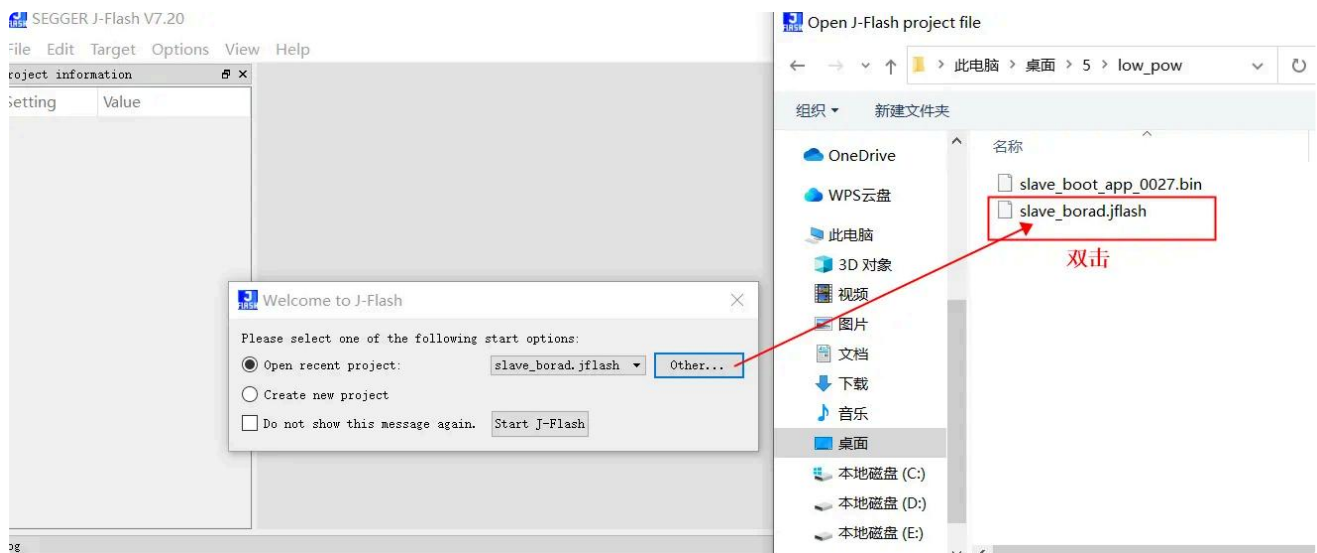 SEGGER J-Flash V7.20
File Edit Target Options View Help
roject information
Setting Value
Welcome to J-Flash
Please select one of the following start options:
Open recent project: slave_borad.jflash Other...
Create new project
Do not show this message again. Start J-Flash
Open J-Flash project file
此电脑 > 桌面 > 5 > low_pow
组织 新建文件夹
名称
OneDrive
WPS云盘
此电脑
3D 对象
视频
图片
文档
下载
音乐
桌面
本地磁盘 (C:)
本地磁盘 (D:)
本地磁盘 (E:)
slave_boot_app_0027.bin
slave_borad.jflash
双击